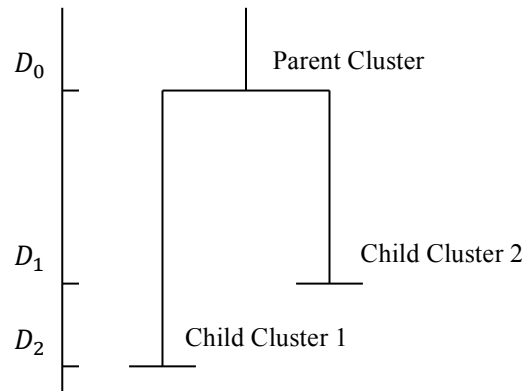 D₀
Parent Cluster
D₁
Child Cluster 2
D₂
Child Cluster 1